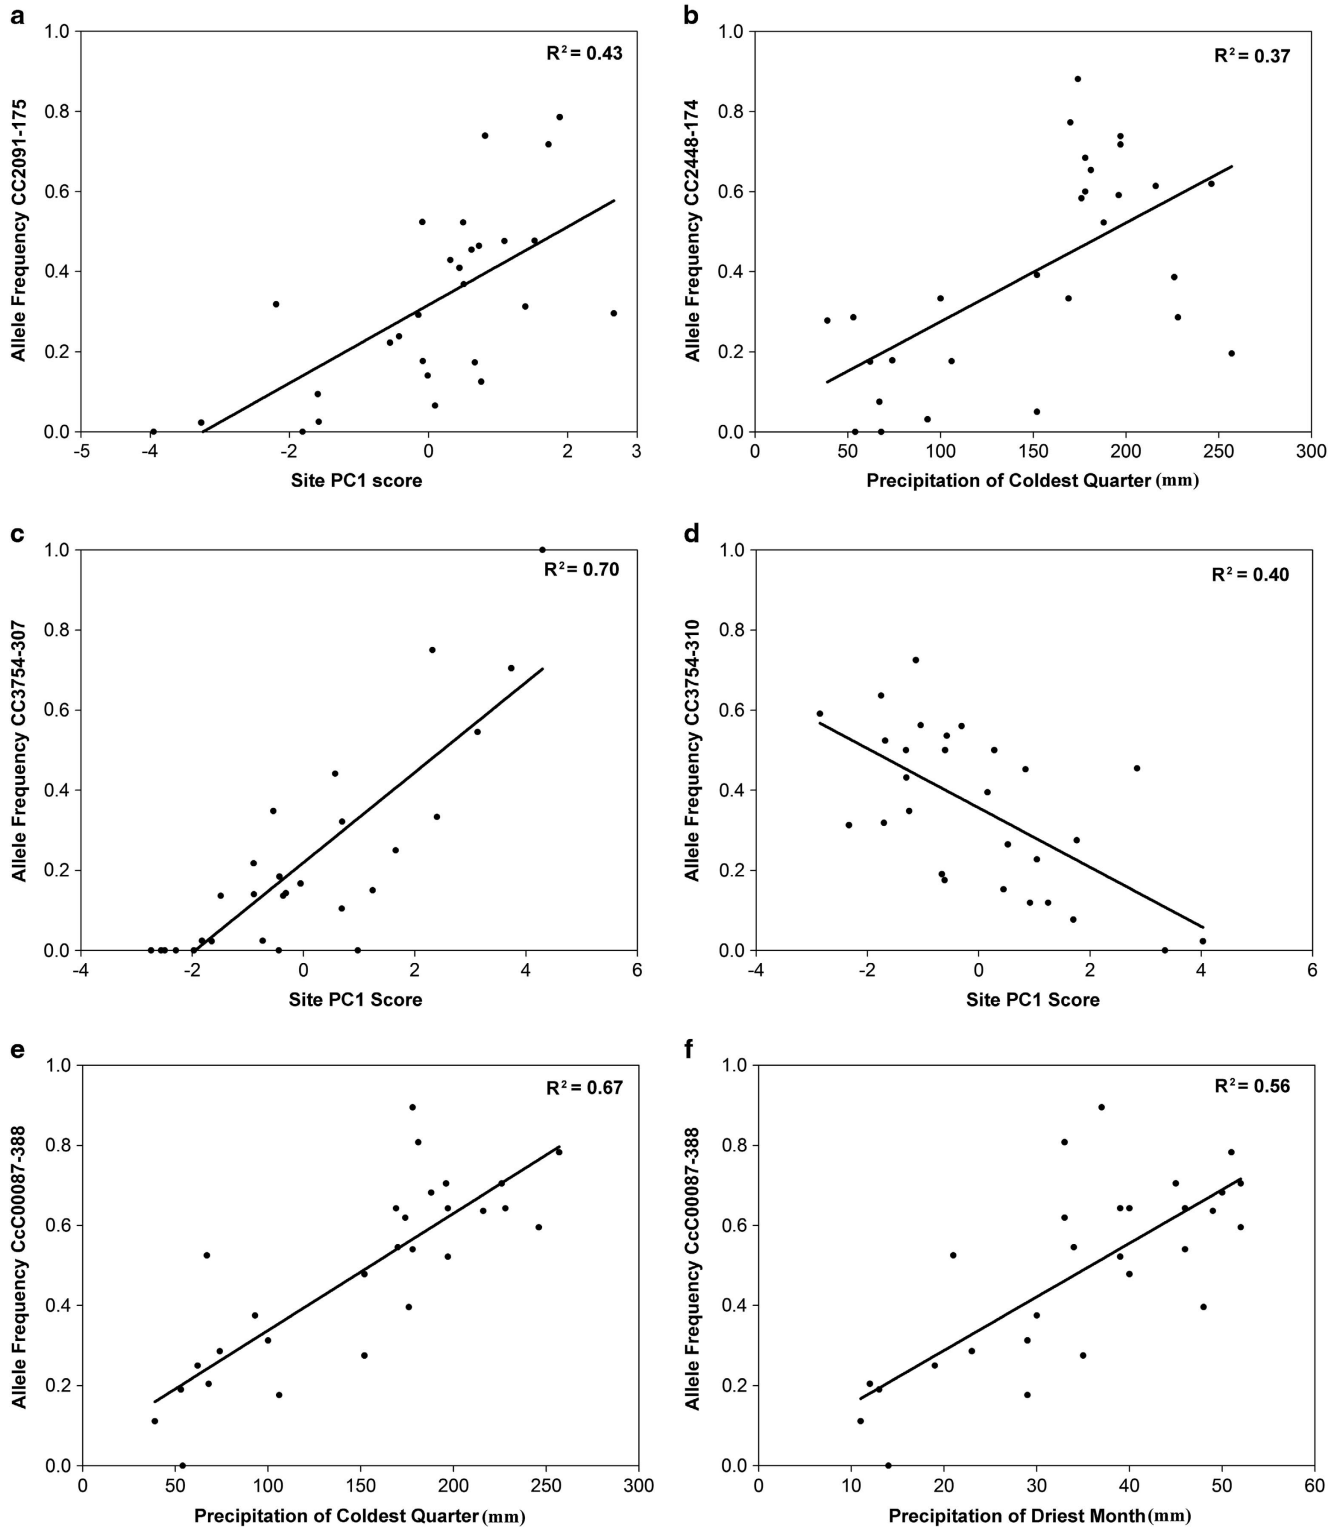 a
1.0
0.8
0.6
0.4
0.2
0.0
Allele Frequency CC2091-175
R² = 0.43
-5 -4 -2 0 2 3
Site PC1 score
b
1.0
0.8
0.6
0.4
0.2
0.0
Allele Frequency CC2448-174
R² = 0.37
0 50 100 150 200 250 300
Precipitation of Coldest Quarter (mm)
c
1.0
0.8
0.6
0.4
0.2
0.0
Allele Frequency CC3754-307
R² = 0.70
-4 -2 0 2 4 6
Site PC1 Score
d
1.0
0.8
0.6
0.4
0.2
0.0
Allele Frequency CC3754-310
R² = 0.40
-4 -2 0 2 4 6
Site PC1 Score
e
1.0
0.8
0.6
0.4
0.2
0.0
Allele Frequency CcC00087-388
R² = 0.67
0 50 100 150 200 250 300
Precipitation of Coldest Quarter (mm)
f
1.0
0.8
0.6
0.4
0.2
0.0
Allele Frequency CcC00087-388
R² = 0.56
0 10 20 30 40 50 60
Precipitation of Driest Month (mm)